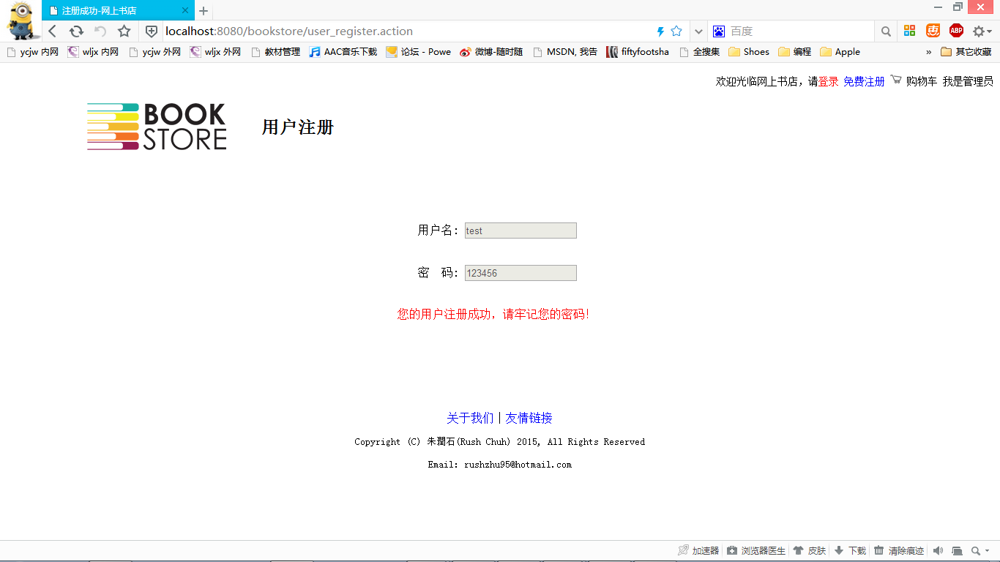 注册成功-网上书店
localhost:8080/bookstore/user_register.action
百度
ABP
ycjw 内网 wljx 内网 ycjw 外网 wljx 外网 教材管理 AAC音乐下载 论坛 - Powe 微博-随时随 MSDN, 我告 fiftyfootsha 全搜集 Shoes 编程 Apple » 其它收藏
欢迎光临网上书店，请登录 免费注册 购物车 我是管理员
BOOK
STORE
用户注册
用户名： test
密 码： 123456
您的用户注册成功，请牢记您的密码！
关于我们 | 友情链接
Copyright (C) 朱潤石(Rush Chuh) 2015, All Rights Reserved
Email: rushzhu95@hotmail.com
加速器 浏览器医生 皮肤 下载 清除痕迹